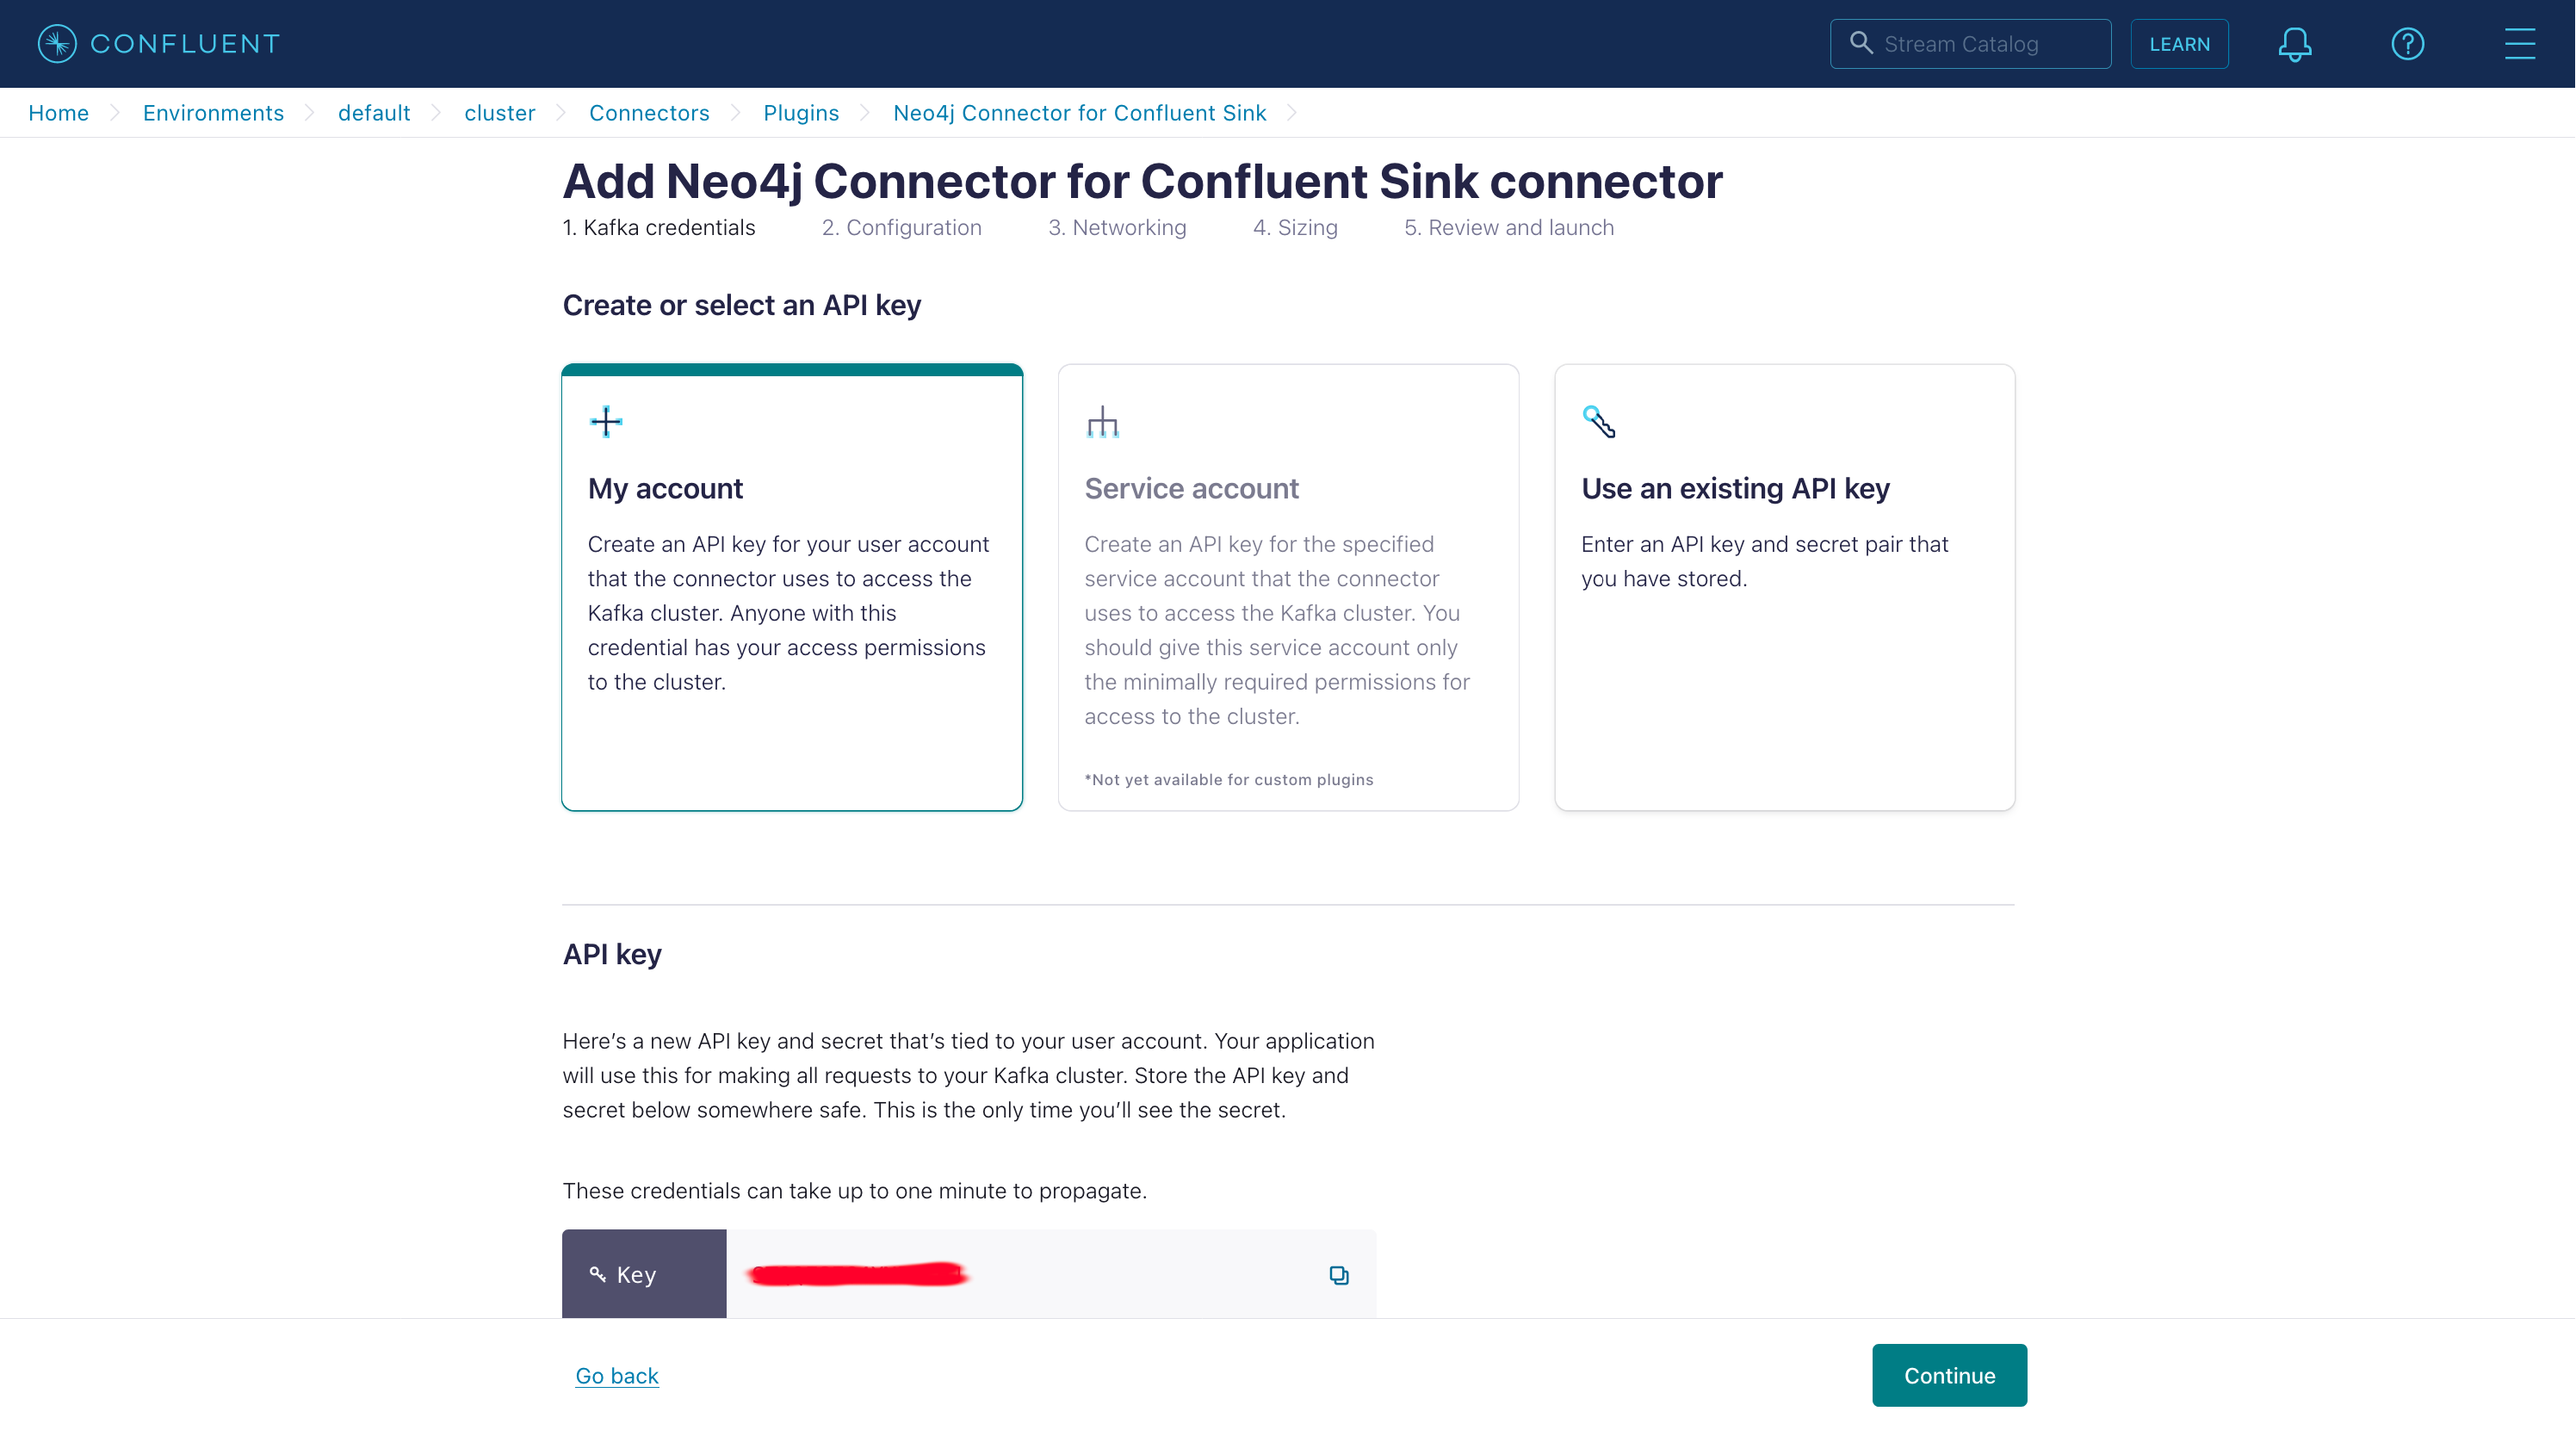 CONFLUENT
Stream Catalog
LEARN
Home
Environments
default
cluster
Connectors
Plugins
Neo4j Connector for Confluent Sink
Add Neo4j Connector for Confluent Sink connector
1. Kafka credentials
2. Configuration
3. Networking
4. Sizing
5. Review and launch
Create or select an API key
My account
Create an API key for your user account
that the connector uses to access the
Kafka cluster. Anyone with this
credential has your access permissions
to the cluster.
Service account
Create an API key for the specified
service account that the connector
uses to access the Kafka cluster. You
should give this service account only
the minimally required permissions for
access to the cluster.
*Not yet available for custom plugins
Use an existing API key
Enter an API key and secret pair that
you have stored.
API key
Here's a new API key and secret that's tied to your user account. Your application
will use this for making all requests to your Kafka cluster. Store the API key and
secret below somewhere safe. This is the only time you'll see the secret.
These credentials can take up to one minute to propagate.
Key
Go back
Continue